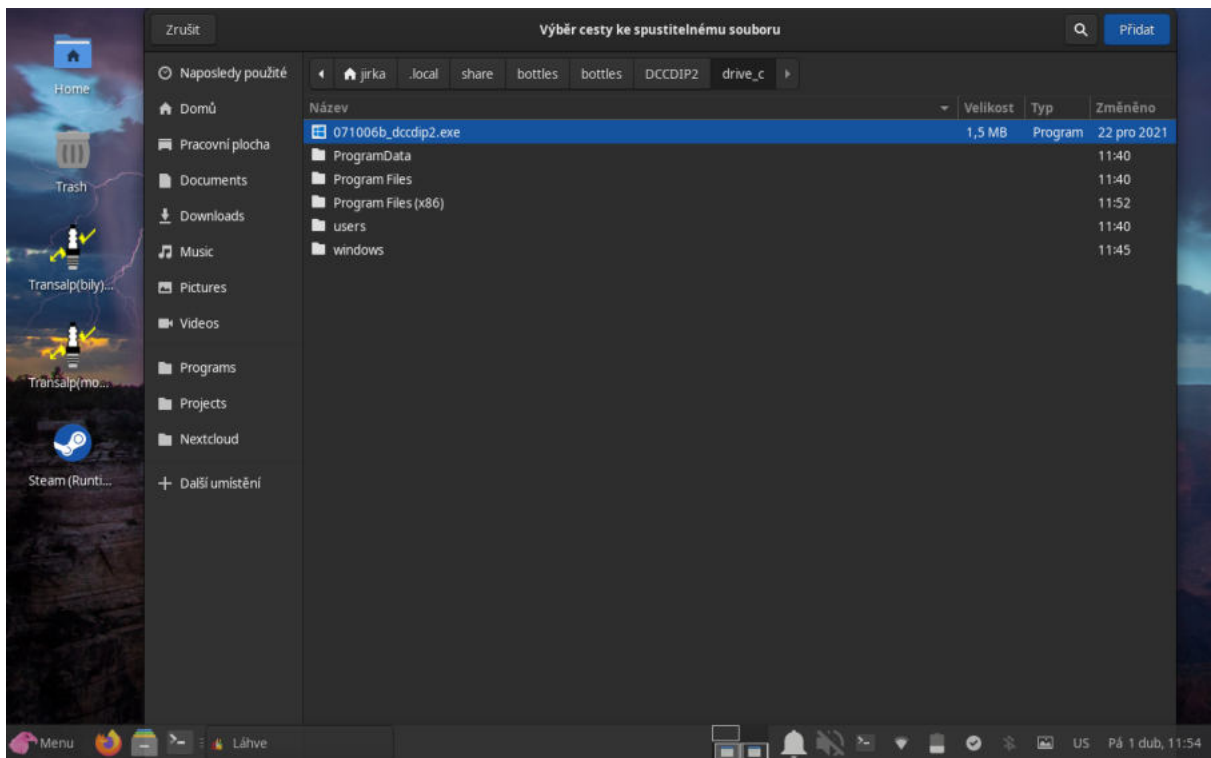 Zrušit
Výběr cesty ke spustitelnému souboru
Přidat
Home
Trash
Transalp(bily)...
Transalp(mo...
Steam (Runti...
Naposledy použité
Domů
Pracovní plocha
Documents
Downloads
Music
Pictures
Videos
Programs
Projects
Nextcloud
Další umístění
jirka .local share bottles bottles DCCDIP2 drive_c
Název Velikost Typ Změněno
071006b_dccdip2.exe 1,5 MB Program 22 pro 2021
ProgramData 11:40
Program Files 11:40
Program Files (x86) 11:52
users 11:40
windows 11:45
Menu Láhve US Pá 1 dub, 11:54